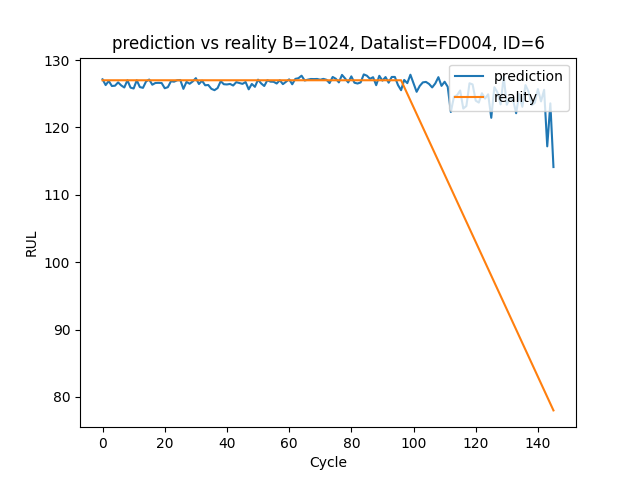 prediction vs reality B=1024, Datalist=FD004, ID=6
130
120
110
100
90
80
RUL
prediction
reality
0 20 40 60 80 100 120 140
Cycle